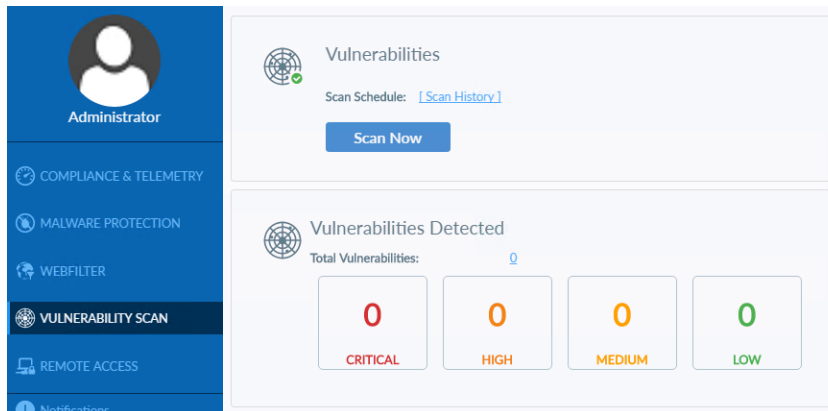 Administrator
COMPLIANCE & TELEMETRY
MALWARE PROTECTION
WEBFILTER
VULNERABILITY SCAN
REMOTE ACCESS
Notifications
Vulnerabilities
Scan Schedule: [ Scan History ]
Scan Now
Vulnerabilities Detected
Total Vulnerabilities: 0
0 0 0 0
CRITICAL HIGH MEDIUM LOW